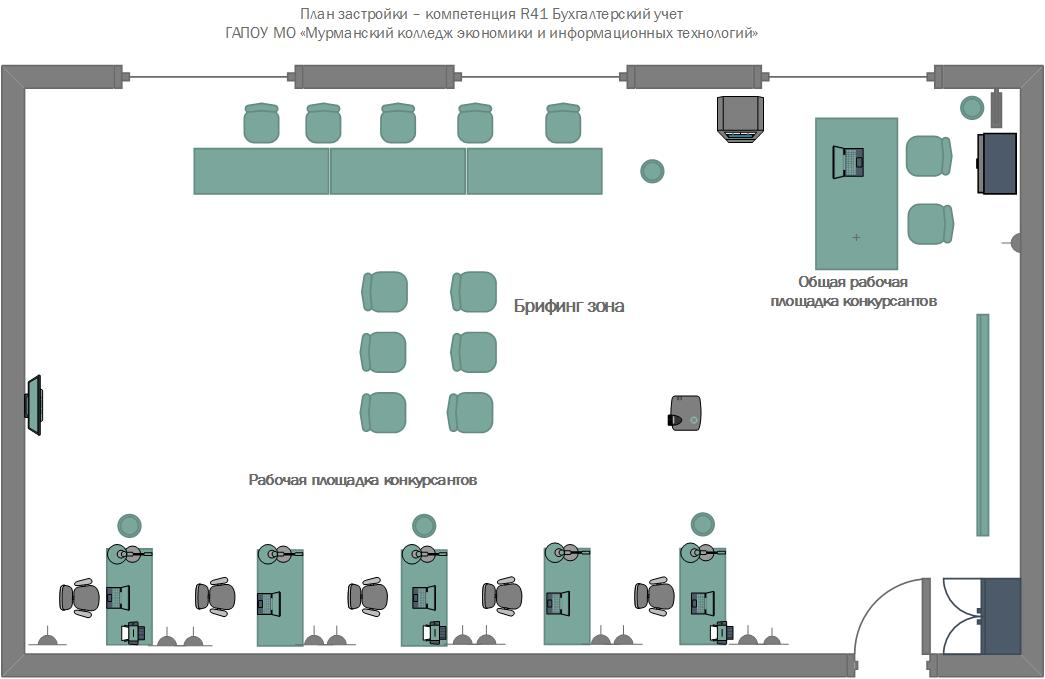 План застройки – компетенция R41 Бухгалтерский учет
ГАПОУ МО «Мурманский колледж экономики и информационных технологий»
Общая рабочая
площадка конкурсантов
Брифинг зона
Рабочая площадка конкурсантов